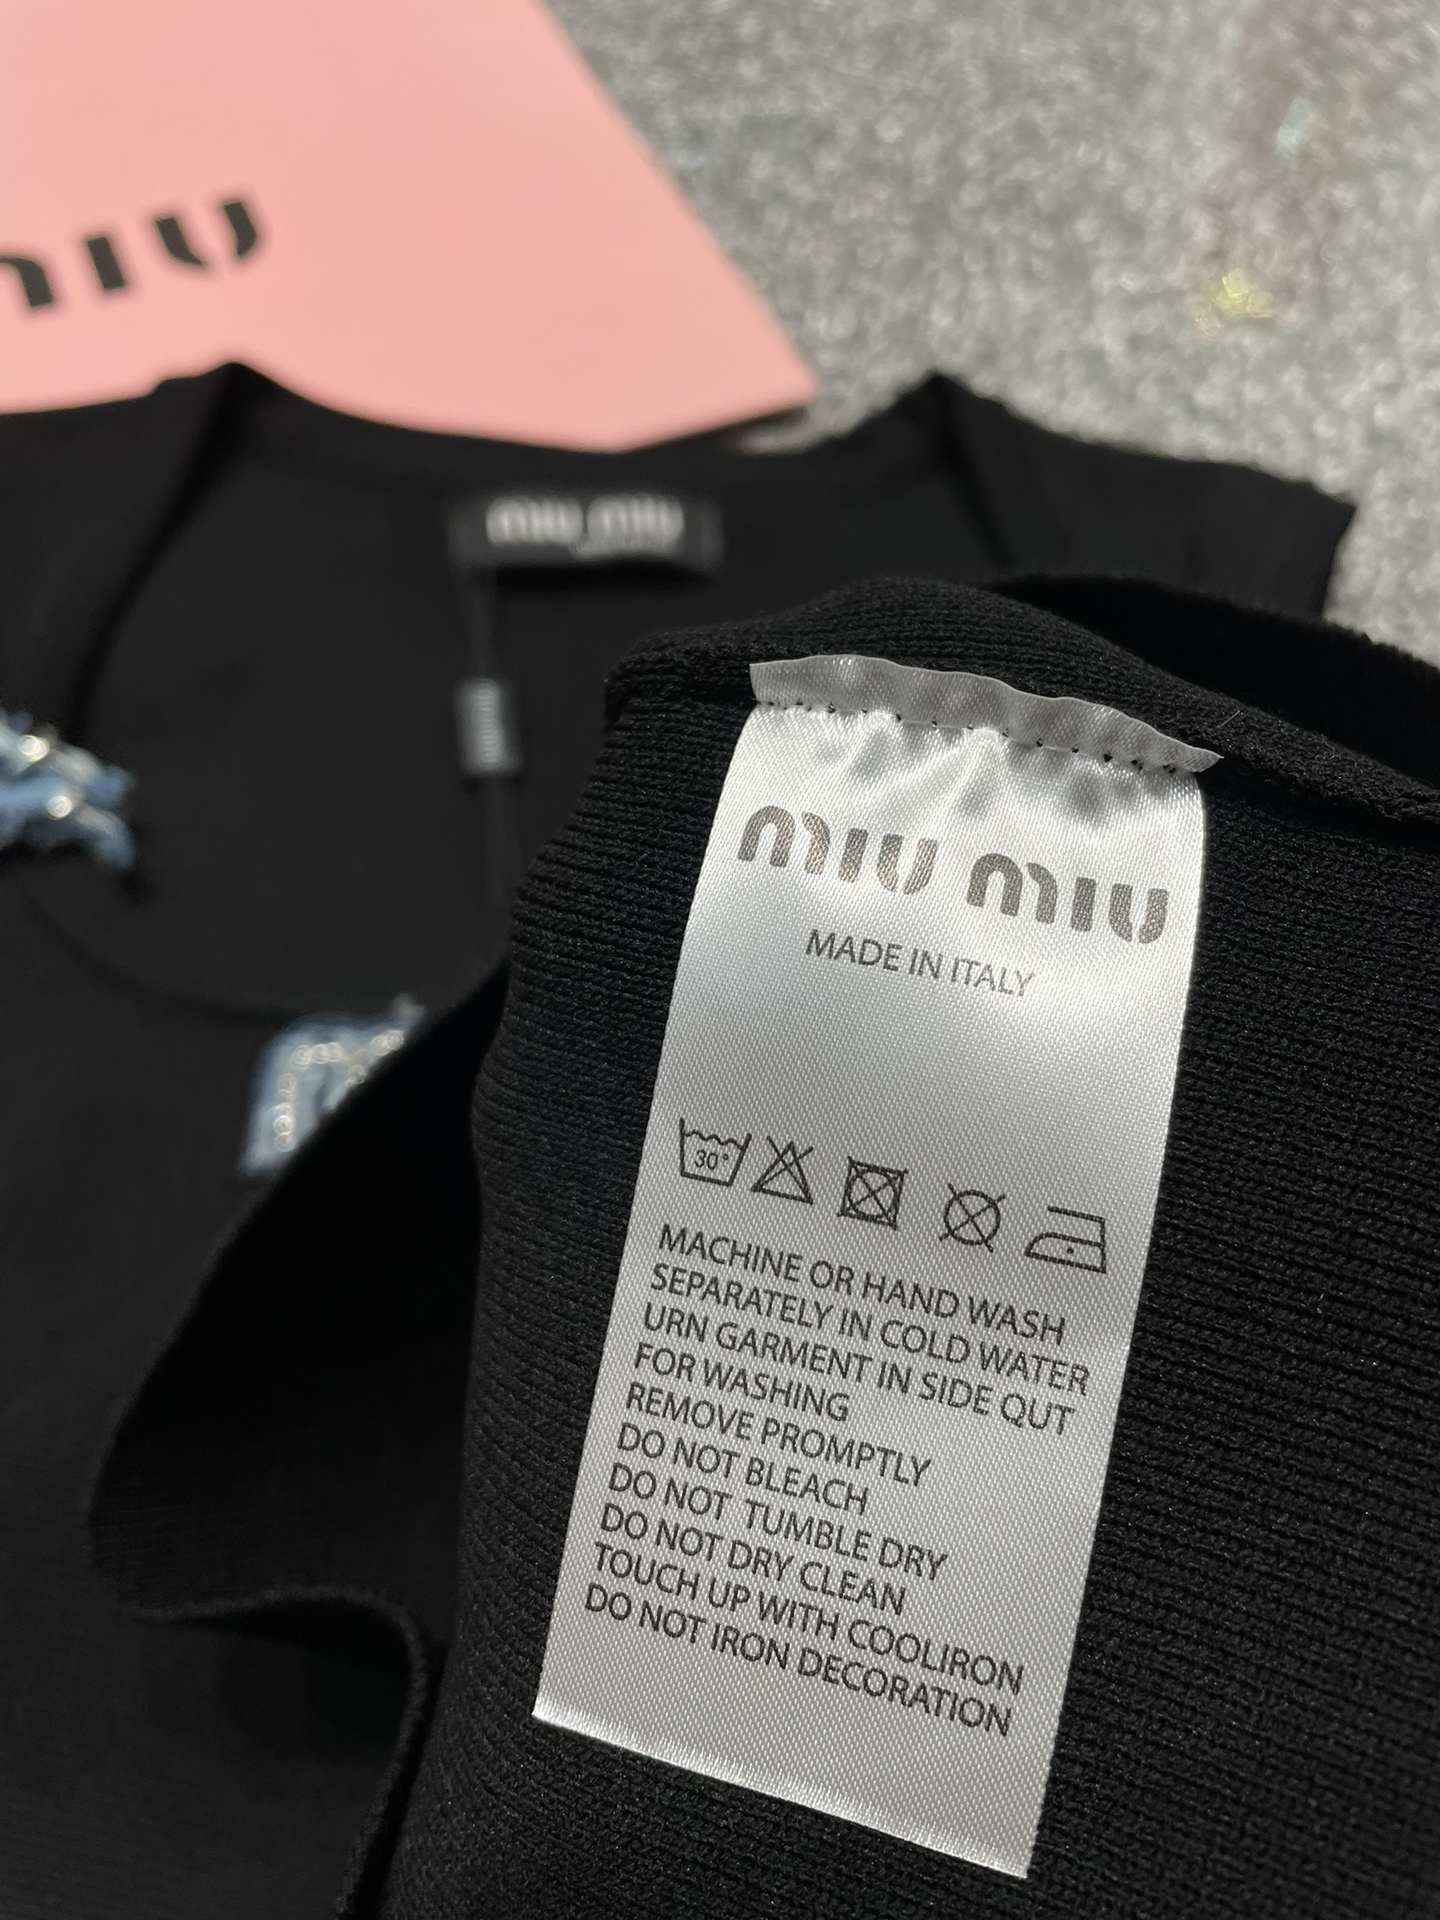 MIU
miu miu
miu miu
MADE IN ITALY
30°
MACHINE OR HAND WASH
SEPARATELY IN COLD WATER
URN GARMENT IN SIDE QUT
FOR WASHING
REMOVE PROMPTLY
DO NOT BLEACH
DO NOT TUMBLE DRY
DO NOT DRY CLEAN
TOUCH UP WITH COOLIRON
DO NOT IRON DECORATION